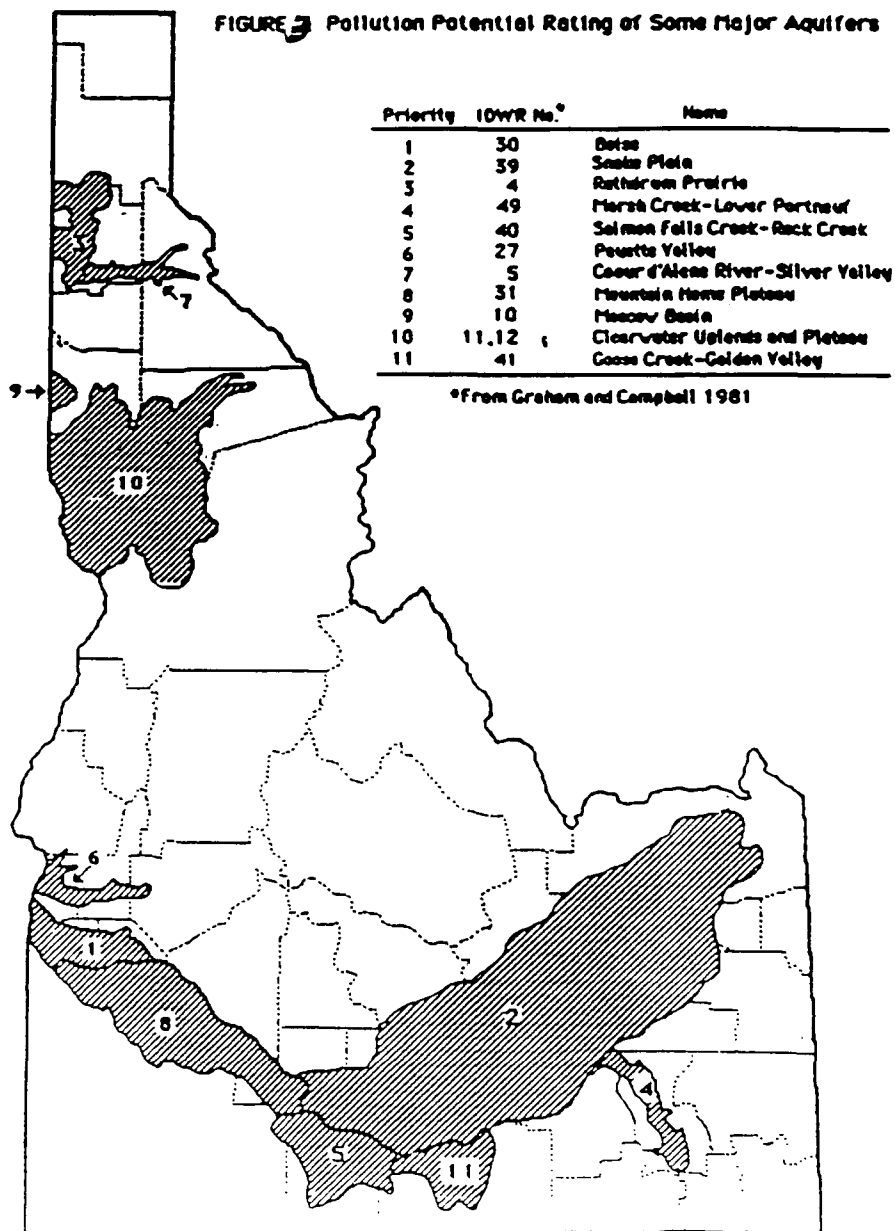 FIGURE 3 Pollution Potential Rating of Some Major Aquifers
Priority IDWR No.* Name
1 30 Boise
2 39 Snake Plain
3 4 Rathdrum Prairie
4 49 Marsh Creek-Lower Portneuf
5 40 Salmon Falls Creek-Rock Creek
6 27 Payette Valley
7 5 Coeur d'Alene River-Silver Valley
8 31 Mountain Home Plateau
9 10 Moscow Basin
10 11,12 Clearwater Uplands and Plateau
11 41 Goose Creek-Golden Valley
*From Graham and Campbell 1981
3
7
9
10
6
1
8
2
4
5
11